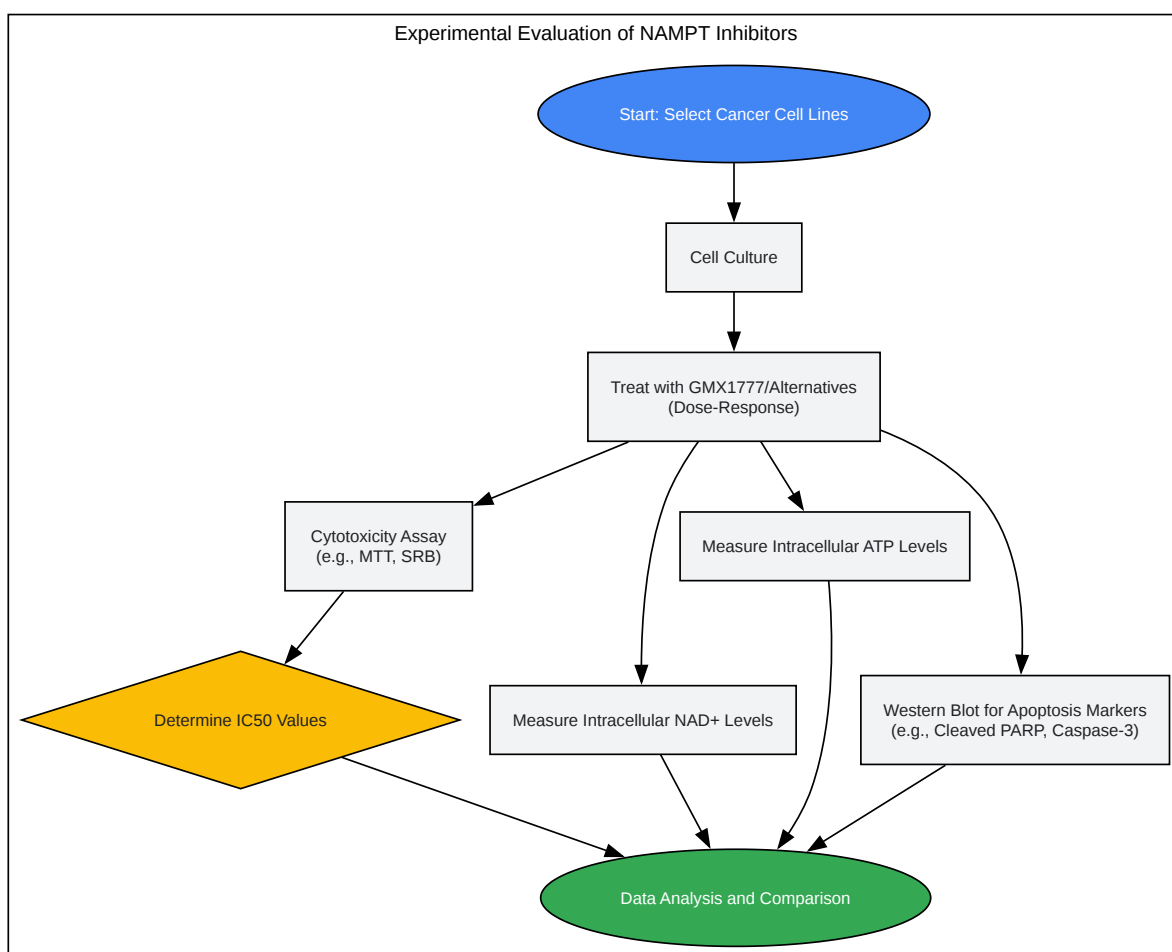 Experimental Evaluation of NAMPT Inhibitors
Start: Select Cancer Cell Lines
Cell Culture
Treat with GMX1777/Alternatives
(Dose-Response)
Cytotoxicity Assay
(e.g., MTT, SRB)
Measure Intracellular ATP Levels
Determine IC50 Values
Measure Intracellular NAD+ Levels
Western Blot for Apoptosis Markers
(e.g., Cleaved PARP, Caspase-3)
Data Analysis and Comparison